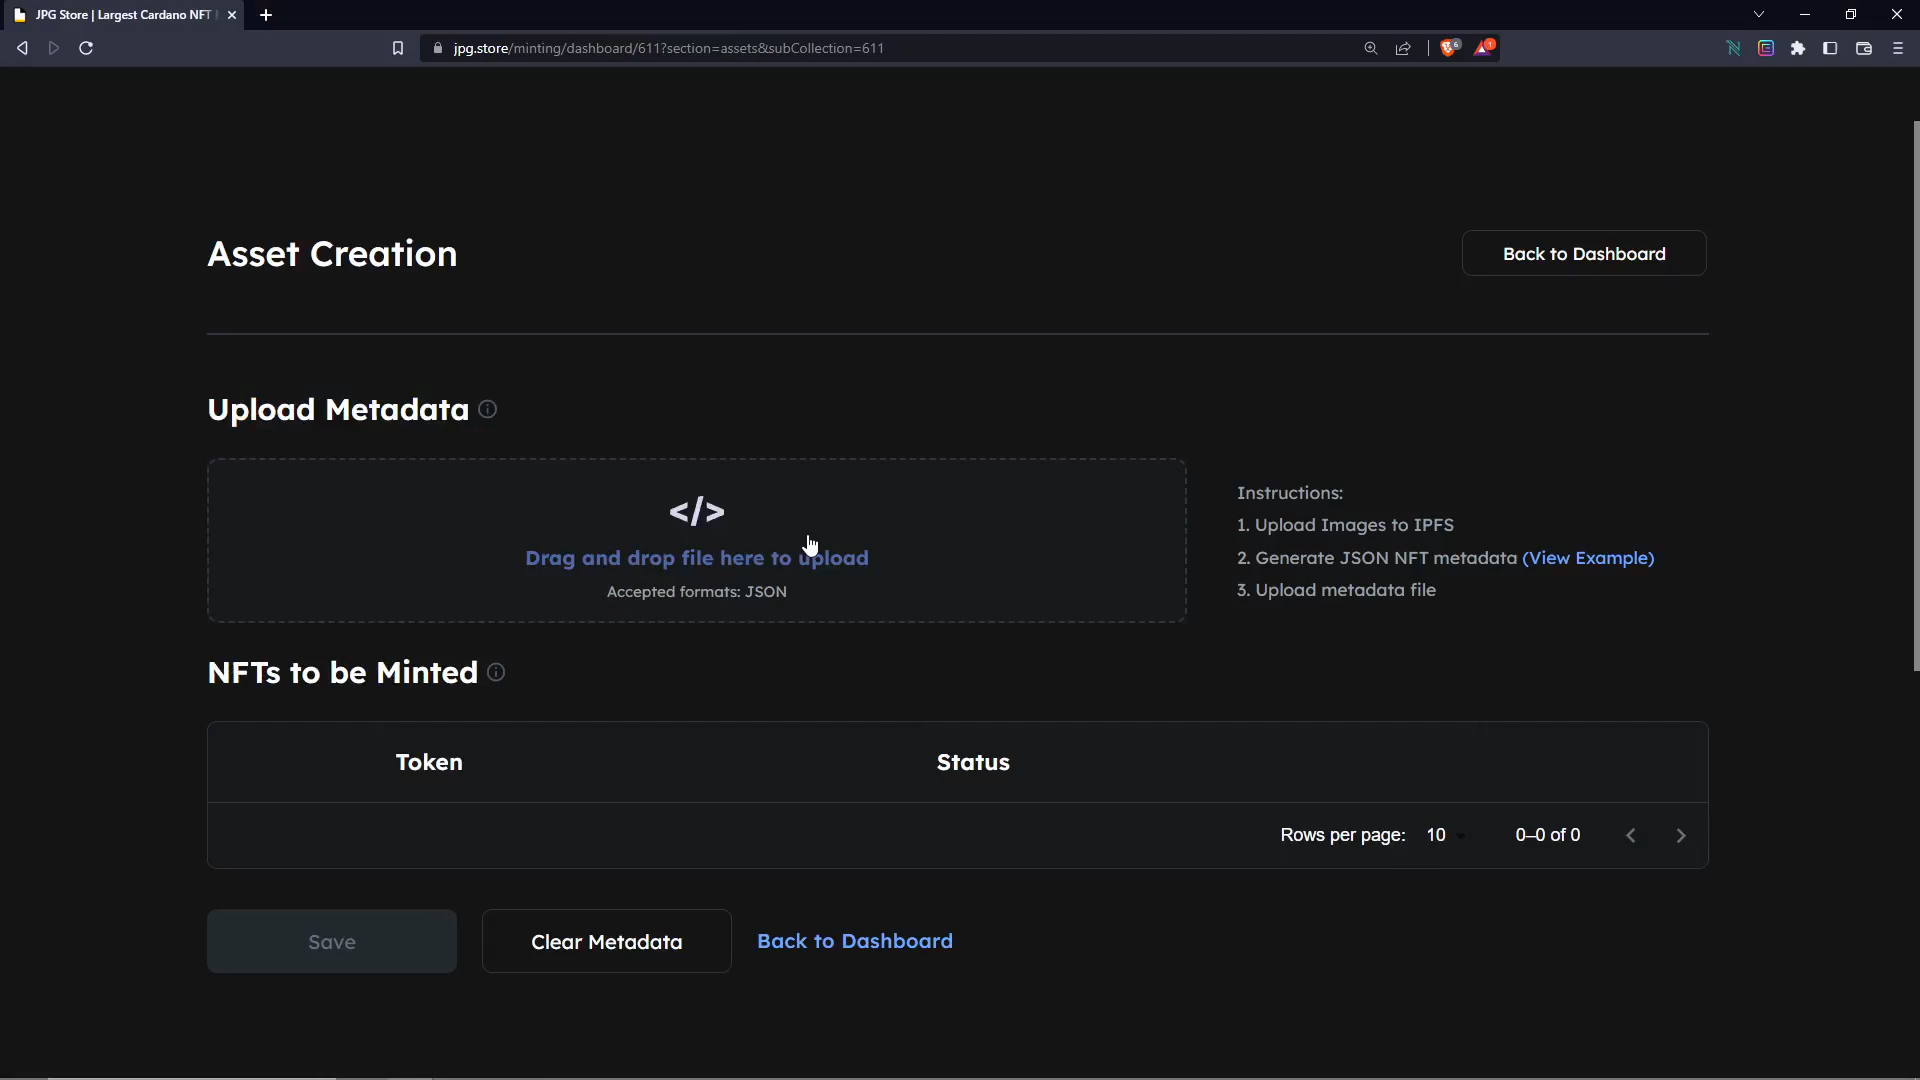 JPG Store | Largest Cardano NFT
jpg.store/minting/dashboard/611?section=assets&subCollection=611
6
1
Asset Creation
Back to Dashboard
Upload Metadata
</>
Drag and drop file here to upload
Accepted formats: JSON
Instructions:
1. Upload Images to IPFS
2. Generate JSON NFT metadata (View Example)
3. Upload metadata file
NFTs to be Minted
Token Status
Rows per page: 10 0–0 of 0
Save
Clear Metadata
Back to Dashboard